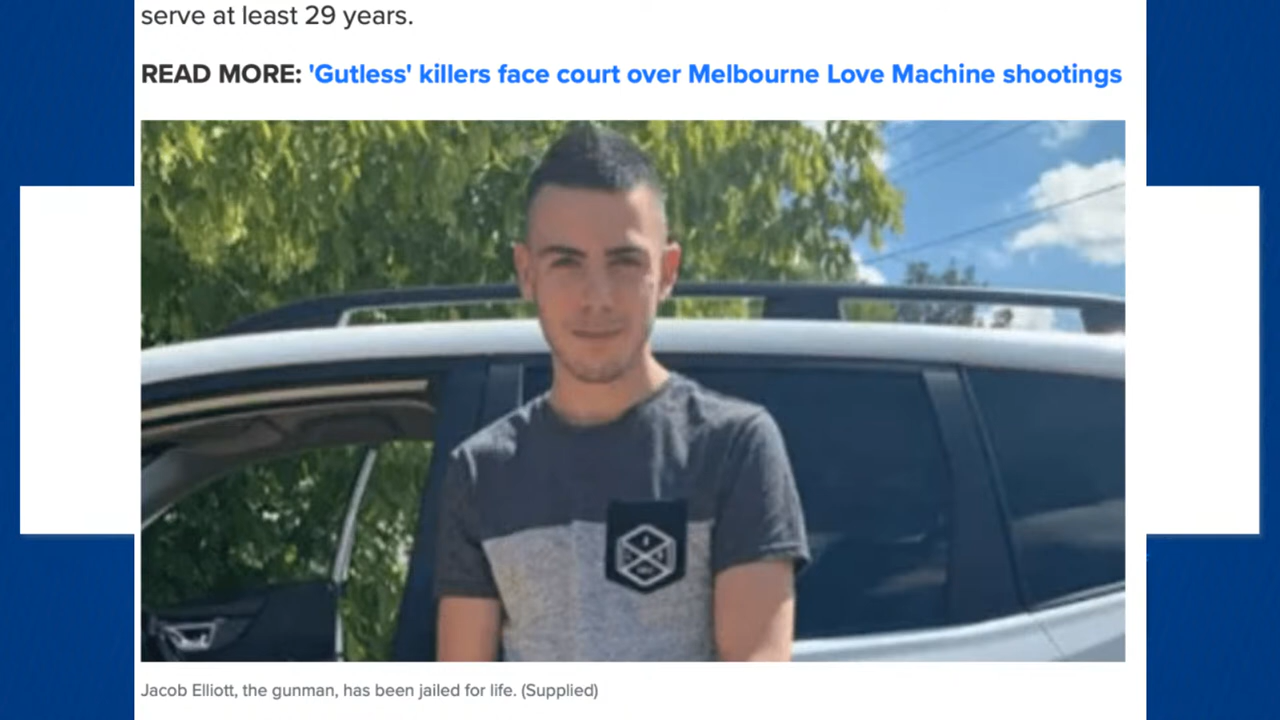 serve at least 29 years.
READ MORE: 'Gutless' killers face court over Melbourne Love Machine shootings
Jacob Elliott, the gunman, has been jailed for life. (Supplied)